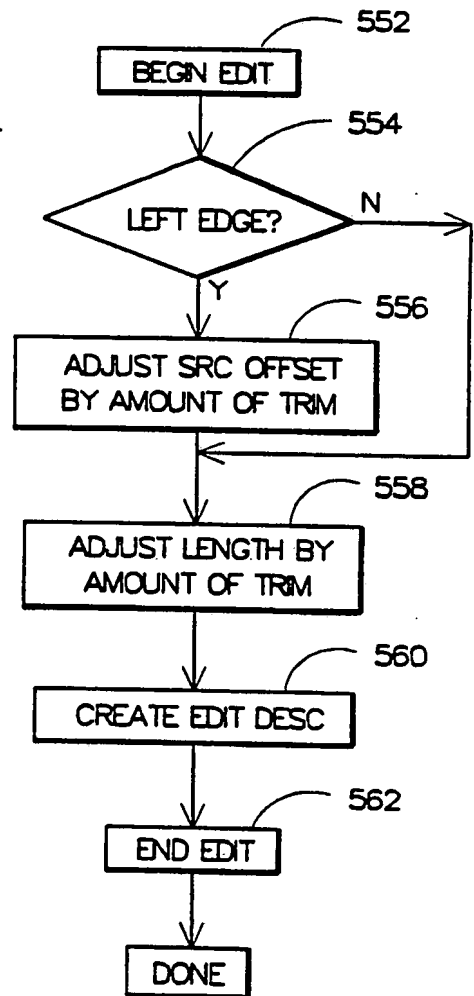 552
BEGIN EDIT
554
LEFT EDGE?
N
Y
556
ADJUST SRC OFFSET
BY AMOUNT OF TRIM
558
ADJUST LENGTH BY
AMOUNT OF TRIM
560
CREATE EDIT DESC
562
END EDIT
DONE